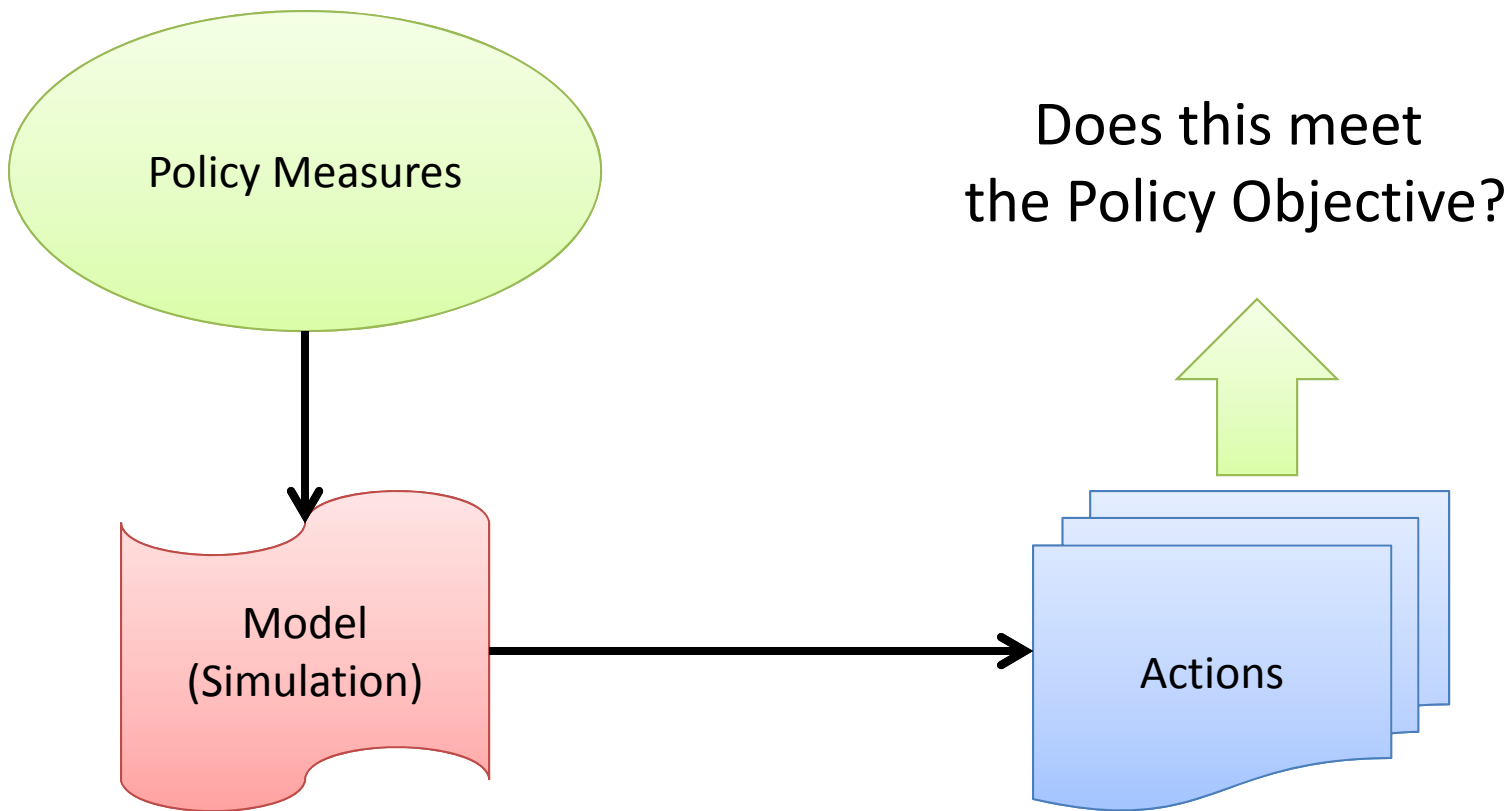 Policy Measures
Does this meet
the Policy Objective?
Model
(Simulation)
Actions